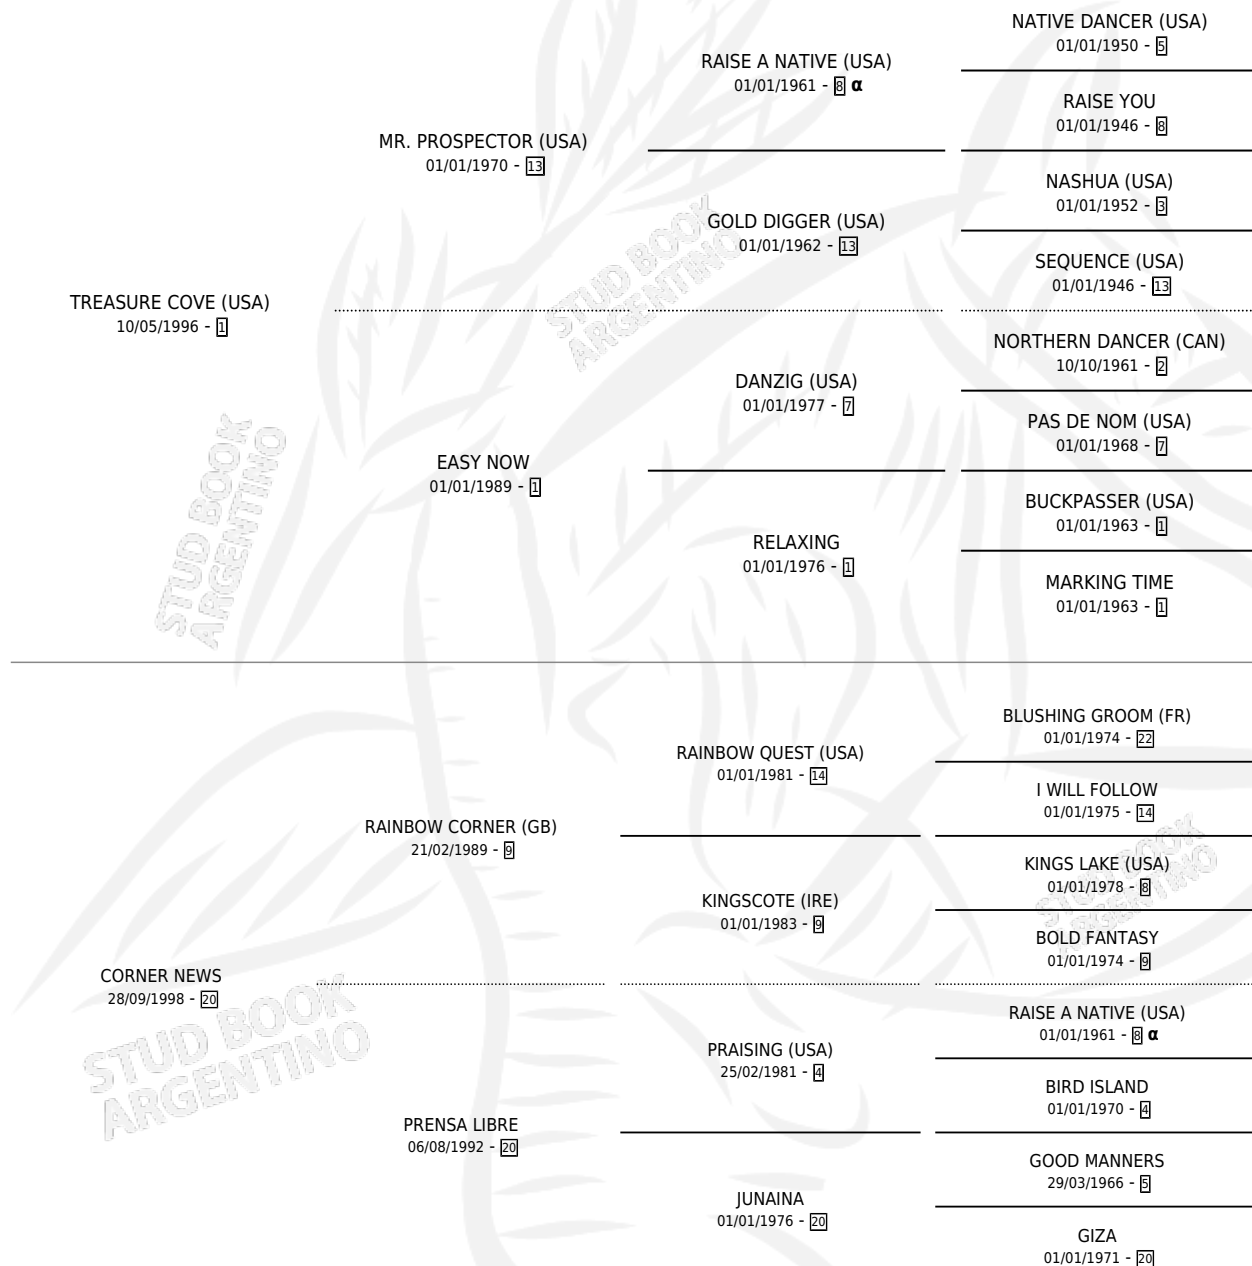 NATIVE DANCER (USA)
01/01/1950 - 5
RAISE A NATIVE (USA)
01/01/1961 - 8 α
RAISE YOU
01/01/1946 - 8
MR. PROSPECTOR (USA)
01/01/1970 - 13
NASHUA (USA)
01/01/1952 - 3
GOLD DIGGER (USA)
01/01/1962 - 13
SEQUENCE (USA)
01/01/1946 - 13
STUD BOOK
ARGENTINO
TREASURE COVE (USA)
10/05/1996 - 1
NORTHERN DANCER (CAN)
10/10/1961 - 2
DANZIG (USA)
01/01/1977 - 7
PAS DE NOM (USA)
01/01/1968 - 7
EASY NOW
01/01/1989 - 1
BUCKPASSER (USA)
01/01/1963 - 1
RELAXING
01/01/1976 - 1
MARKING TIME
01/01/1963 - 1
STUD BOOK
ARGENTINO
BLUSHING GROOM (FR)
01/01/1974 - 22
RAINBOW QUEST (USA)
01/01/1981 - 14
I WILL FOLLOW
01/01/1975 - 14
RAINBOW CORNER (GB)
21/02/1989 - 9
KINGS LAKE (USA)
01/01/1978 - 8
KINGSCOTE (IRE)
01/01/1983 - 9
BOLD FANTASY
01/01/1974 - 9
STUD BOOK
ARGENTINO
CORNER NEWS
28/09/1998 - 20
RAISE A NATIVE (USA)
01/01/1961 - 8 α
PRAISING (USA)
25/02/1981 - 4
BIRD ISLAND
01/01/1970 - 4
STUD BOOK
ARGENTINO
PRENSA LIBRE
06/08/1992 - 20
GOOD MANNERS
29/03/1966 - 5
JUNAINA
01/01/1976 - 20
GIZA
01/01/1971 - 20